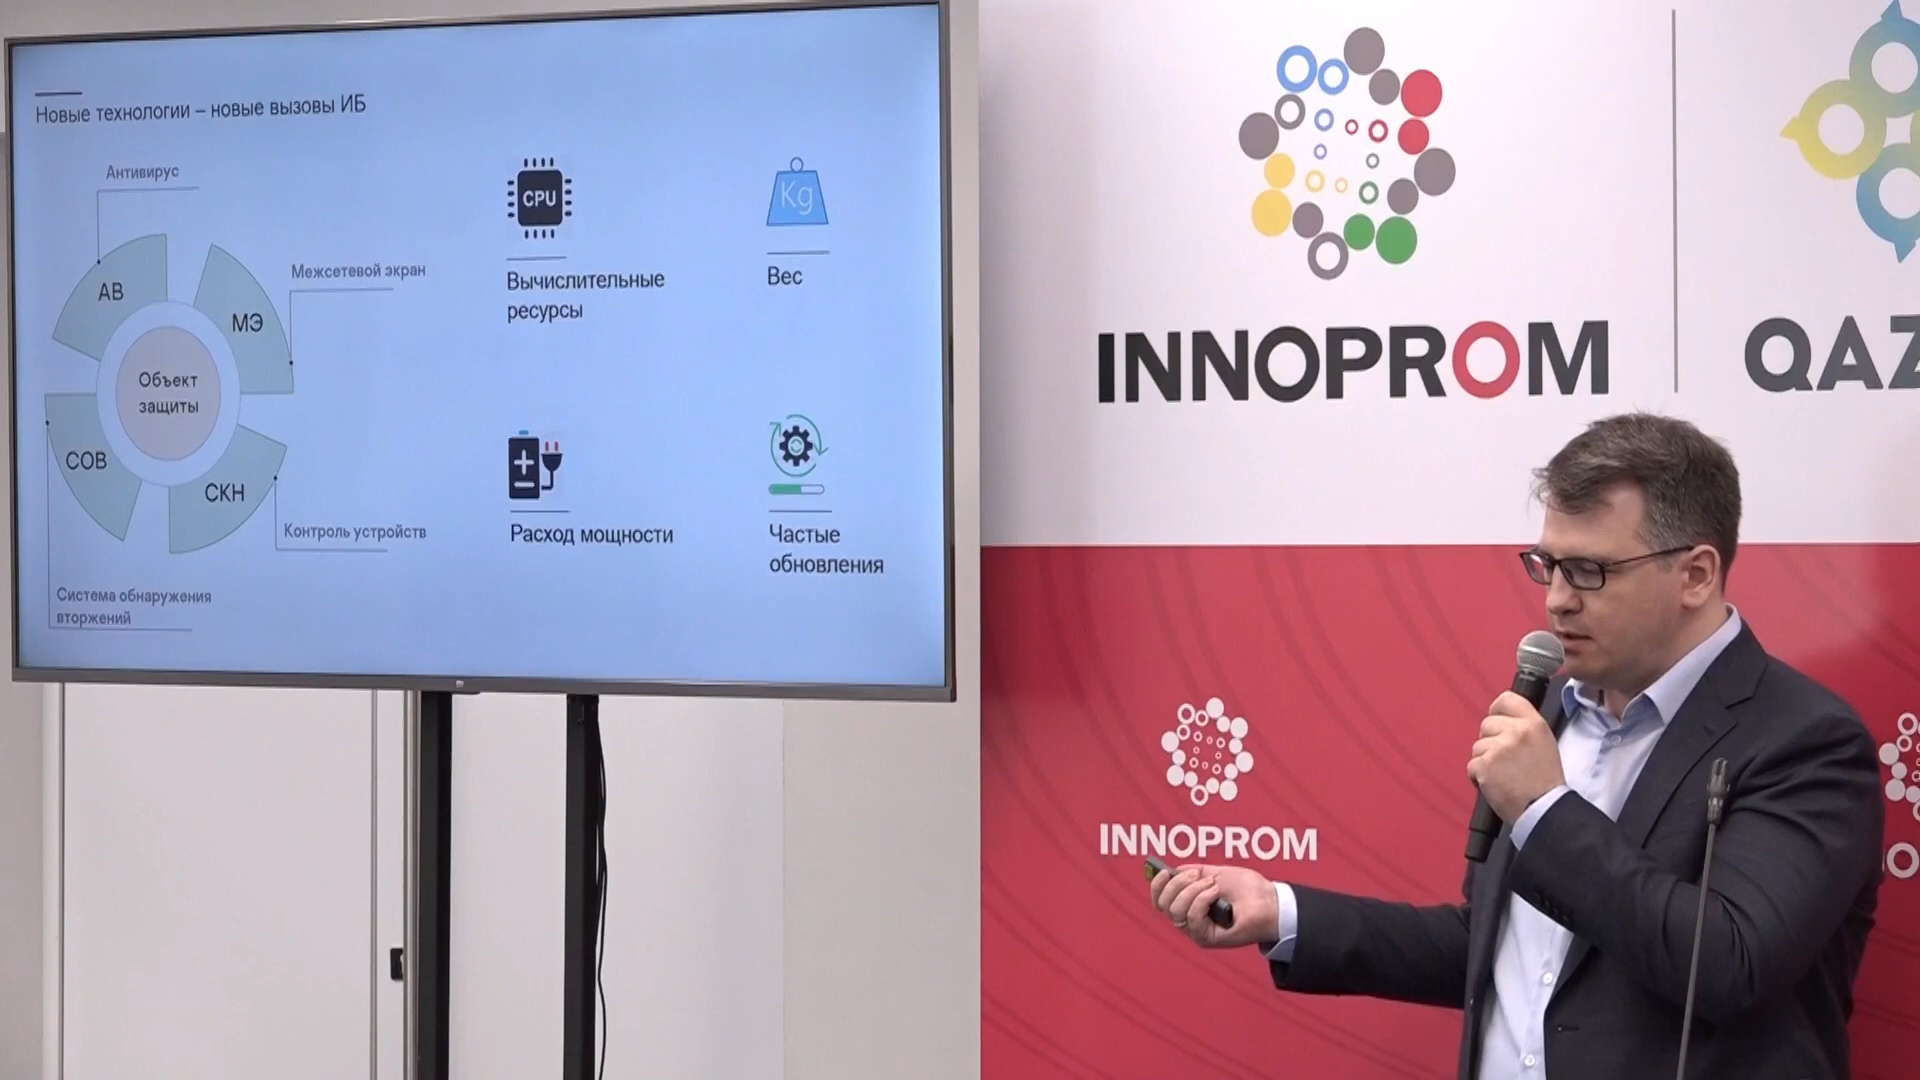 Новые технологии – новые вызовы ИБ
Антивирус
АВ
Межсетевой экран
МЭ
Объект
защиты
СОВ
СКН
Контроль устройств
Система обнаружения
вторжений
CPU
Вычислительные
ресурсы
Kg
Вес
Расход мощности
Частые
обновления
INNOPROM
QAZ
INNOPROM